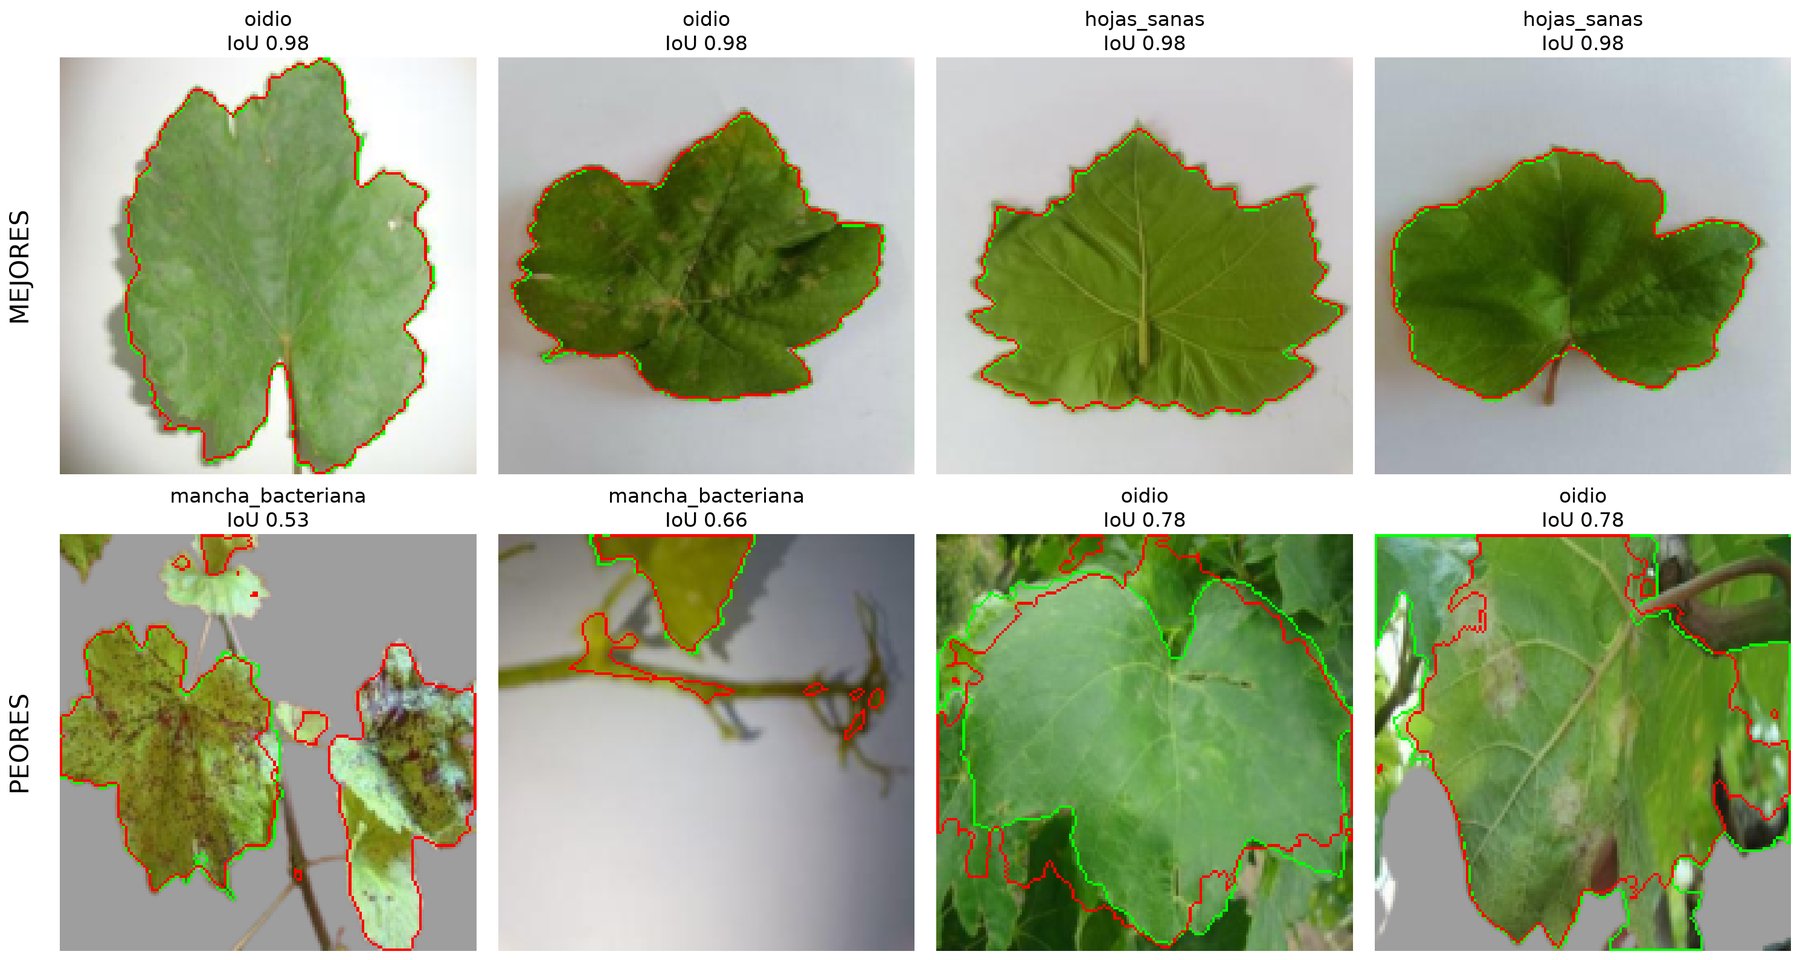 oidio
IoU 0.98
oidio
IoU 0.98
hojas_sanas
IoU 0.98
hojas_sanas
IoU 0.98
MEJORES
mancha_bacteriana
IoU 0.53
mancha_bacteriana
IoU 0.66
oidio
IoU 0.78
oidio
IoU 0.78
PEORES